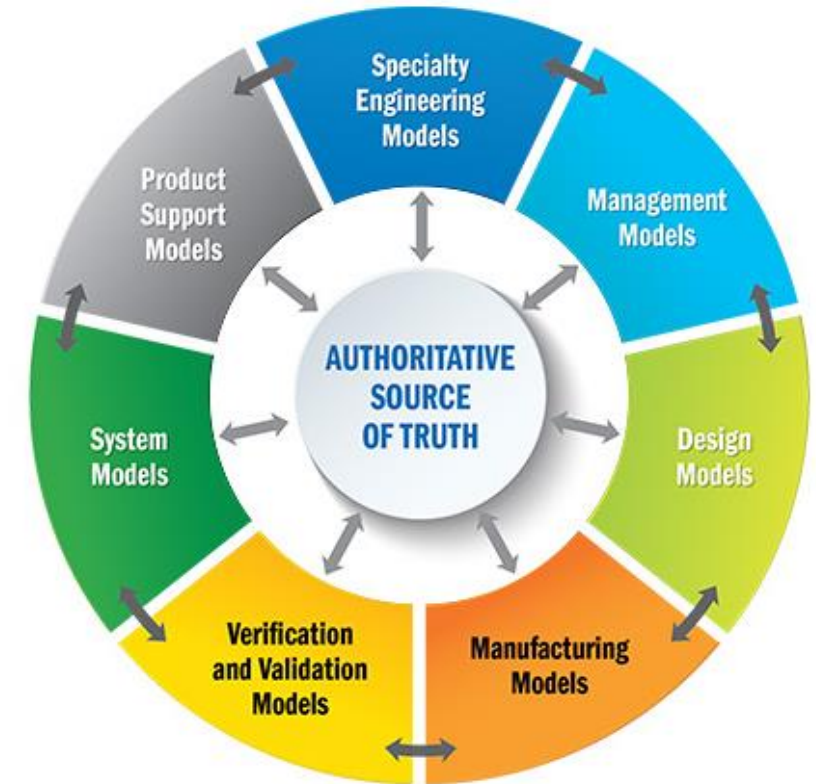 Specialty
Engineering
Models
Management
Models
Design
Models
Manufacturing
Models
Verification
and Validation
Models
System
Models
Product
Support
Models
AUTHORITATIVE
SOURCE
OF TRUTH